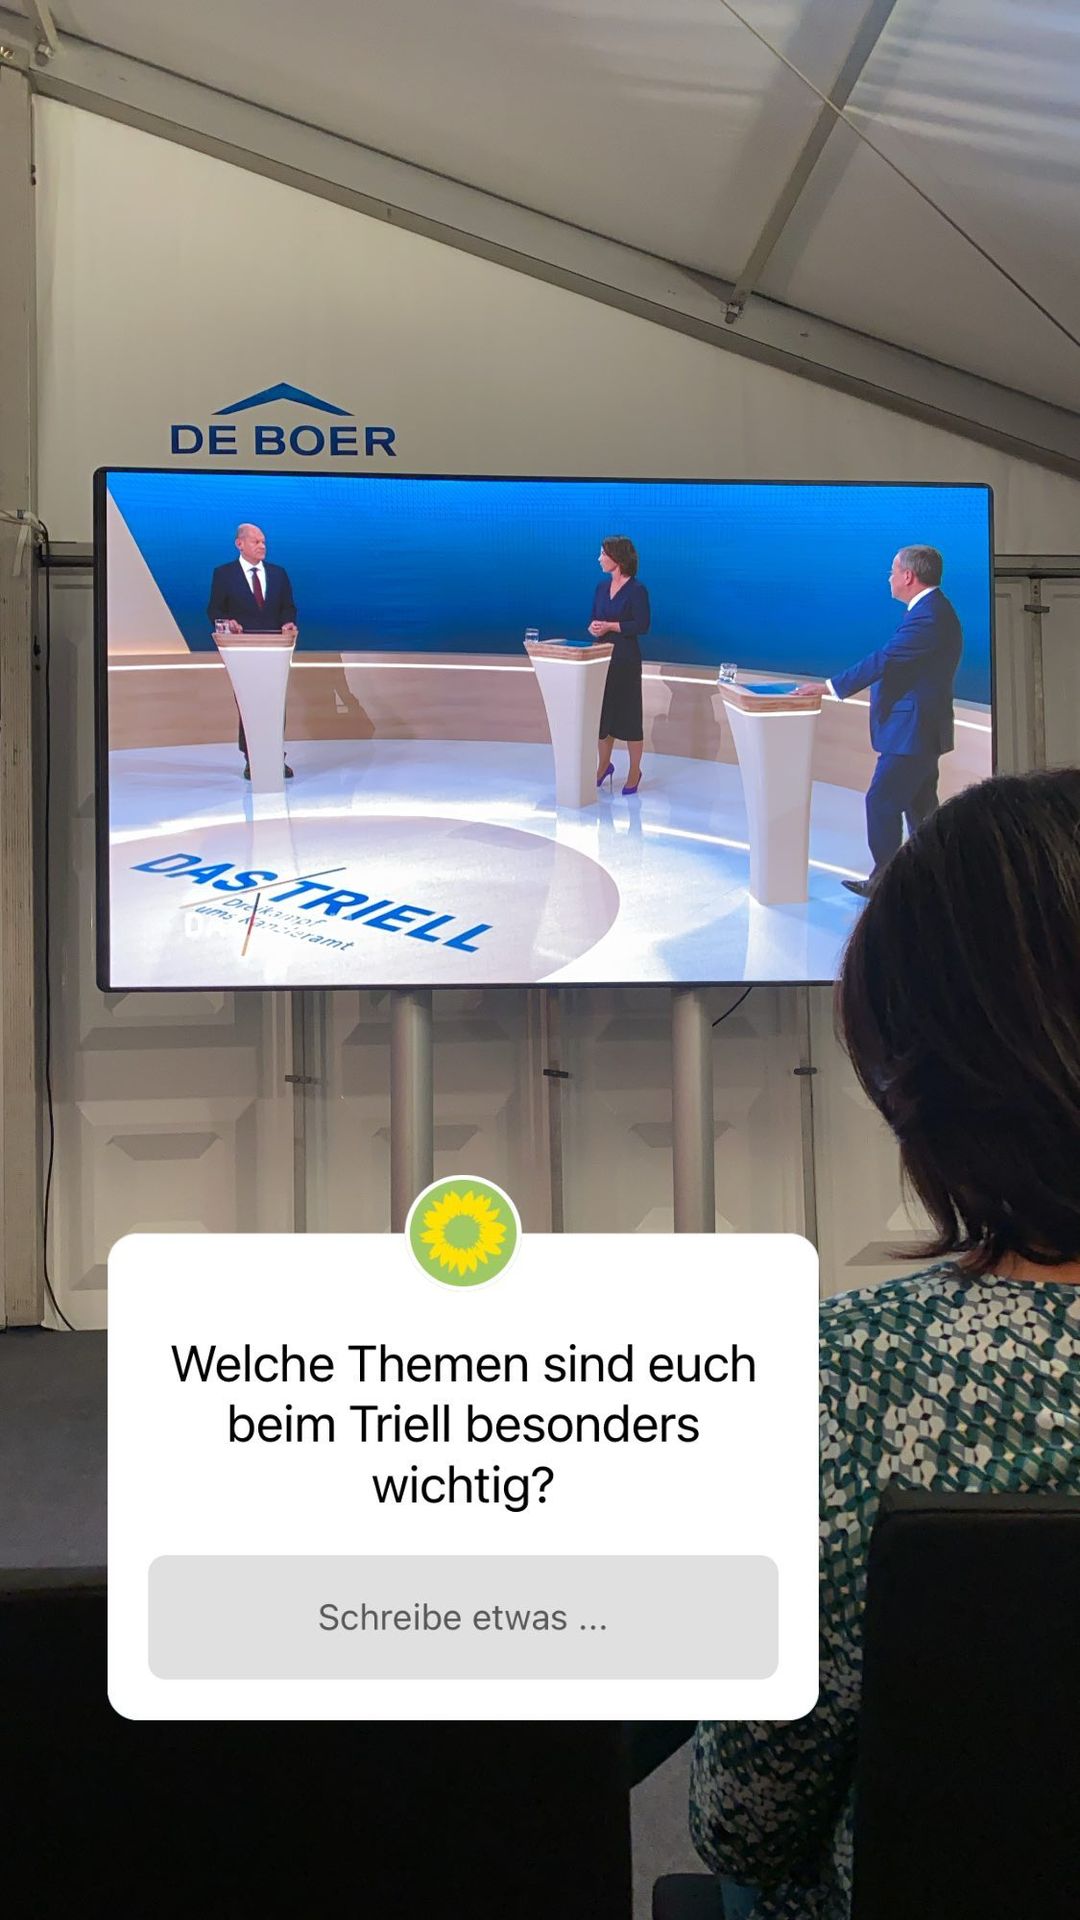 DE BOER
DAS TRIELL
Dreikampf
ums Kanzleramt
Welche Themen sind euch
beim Triell besonders
wichtig?
Schreibe etwas ...